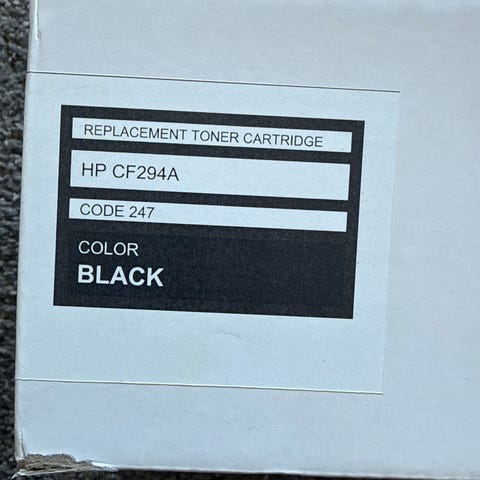 REPLACEMENT TONER CARTRIDGE
HP CF294A
CODE 247
COLOR
BLACK